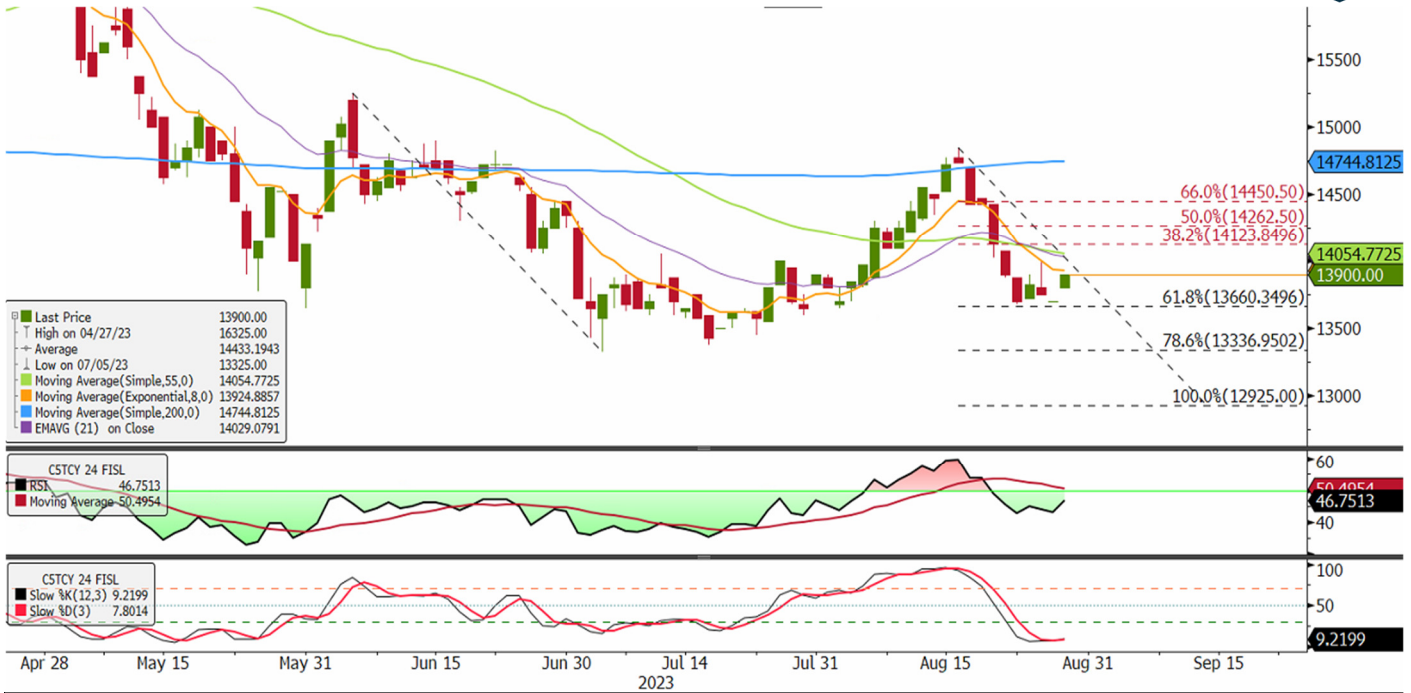 15500
15000
14744.8125
14500
66.0%(14450.50)
50.0%(14262.50)
38.2%(14123.8496)
14054.7725
13900.00
61.8%(13660.3496)
13500
78.6%(13336.9502)
100.0%(12925.00)
13000
Last Price 13900.00
High on 04/27/23 16325.00
Average 14433.1943
Low on 07/05/23 13325.00
Moving Average(Simple,55,0) 14054.7725
Moving Average(Exponential,8,0) 13924.8857
Moving Average(Simple,200,0) 14744.8125
EMAVG (21) on Close 14029.0791
C5TCY 24 FISL
RSI 46.7513
Moving Average 50.4954
60
50.4954
46.7513
40
C5TCY 24 FISL
Slow %K(12,3) 9.2199
Slow %D(3) 7.8014
100
50
9.2199
Apr 28 May 15 May 31 Jun 15 Jun 30 Jul 14 Jul 31 Aug 15 Aug 31 Sep 15
2023